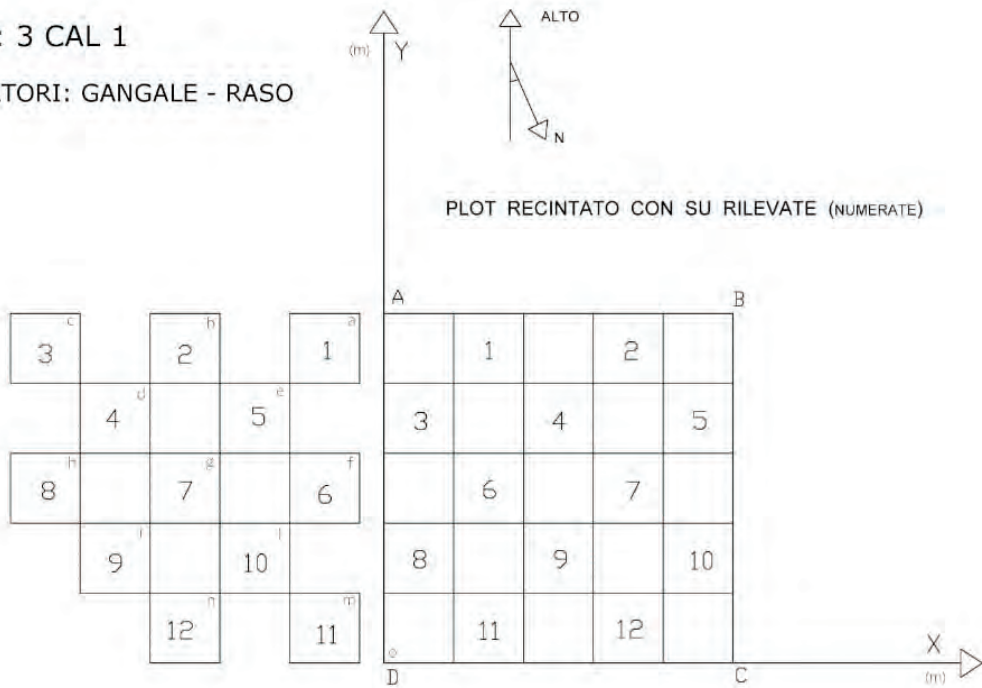 : 3 CAL 1
TORI: GANGALE - RASO
(m) Y
ALTO
N
PLOT RECINTATO CON SU RILEVATE (NUMERATE)
A B
c b a
3 2 1 1 2
d e
4 5 3 4 5
h g f
8 7 6 6 7
i l
9 10 8 9 10
n m
12 11 11 12
o
D C
X
(m)